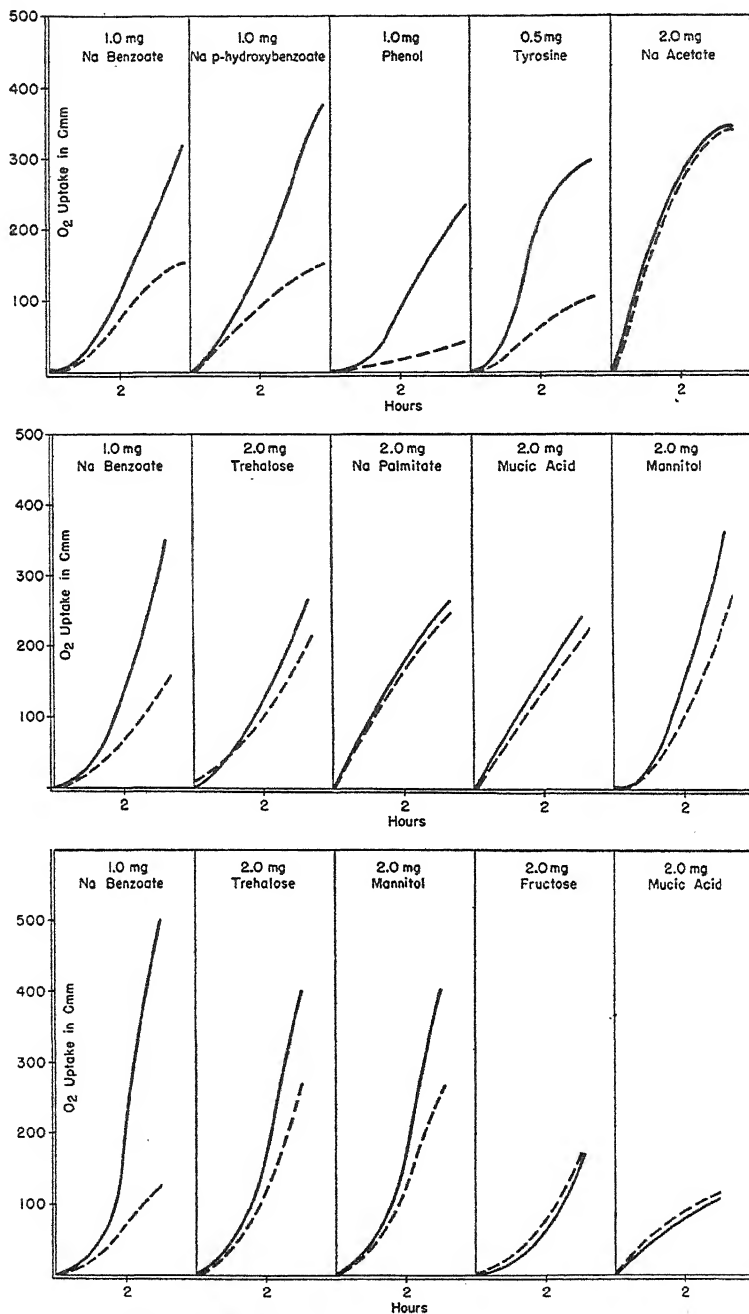 500
400
300
200
100
O2 Uptake in Cmm
1.0 mg
Na Benzoate
1.0 mg
Na p-hydroxybenzoate
1.0 mg
Phenol
0.5 mg
Tyrosine
2.0 mg
Na Acetate
2
2
2
2
2
Hours
500
400
300
200
100
O2 Uptake in Cmm
1.0 mg
Na Benzoate
2.0 mg
Trehalose
2.0 mg
Na Palmitate
2.0 mg
Mucic Acid
2.0 mg
Mannitol
2
2
2
2
2
Hours
500
400
300
200
100
O2 Uptake in Cmm
1.0 mg
Na Benzoate
2.0 mg
Trehalose
2.0 mg
Mannitol
2.0 mg
Fructose
2.0 mg
Mucic Acid
2
2
2
2
2
Hours